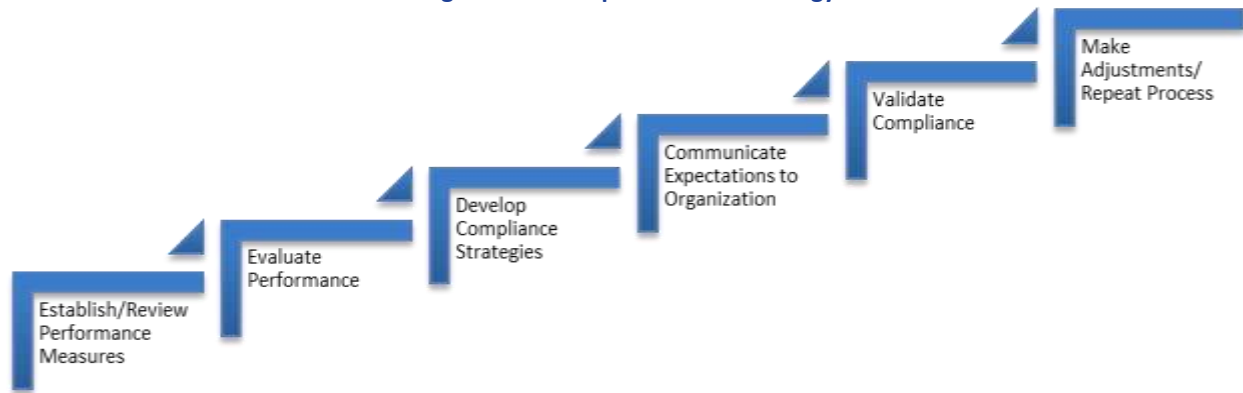 Establish/Review
Performance
Measures
Evaluate
Performance
Develop
Compliance
Strategies
Communicate
Expectations to
Organization
Validate
Compliance
Make
Adjustments/
Repeat Process